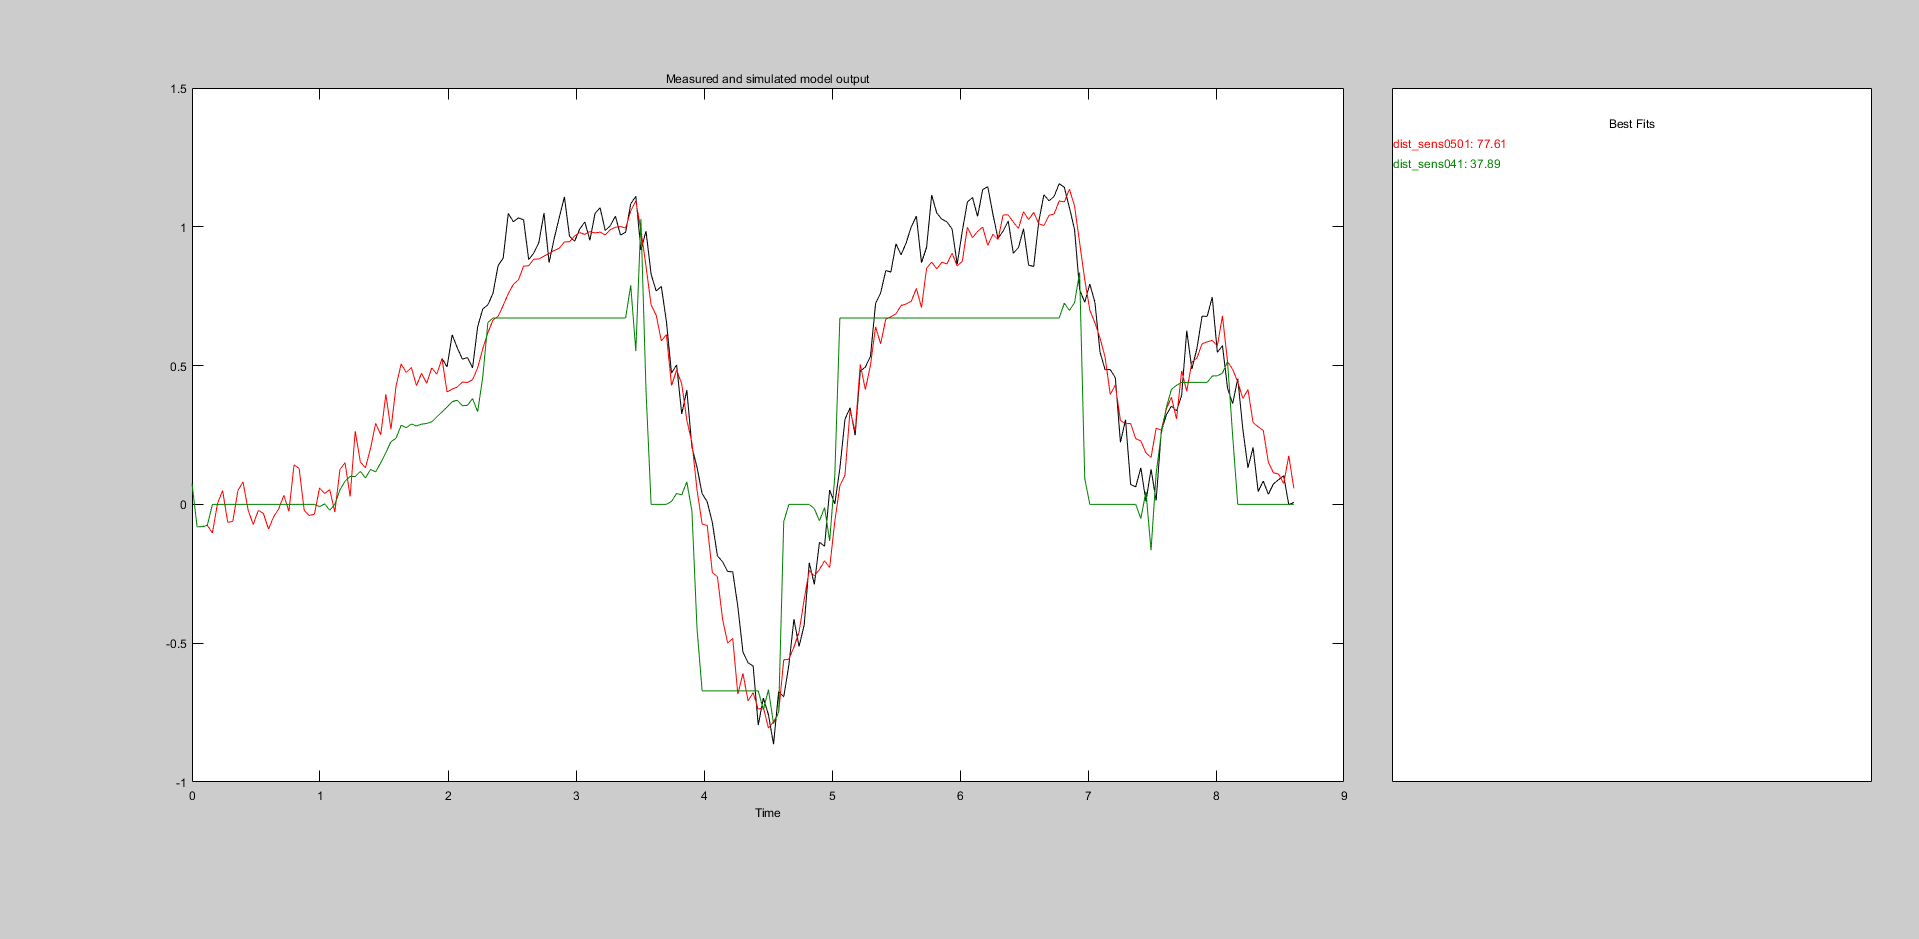 Measured and simulated model output
1.5
1
0.5
0
-0.5
-1
0 1 2 3 4 5 6 7 8 9
Time
Best Fits
dist_sens0501: 77.61
dist_sens041: 37.89